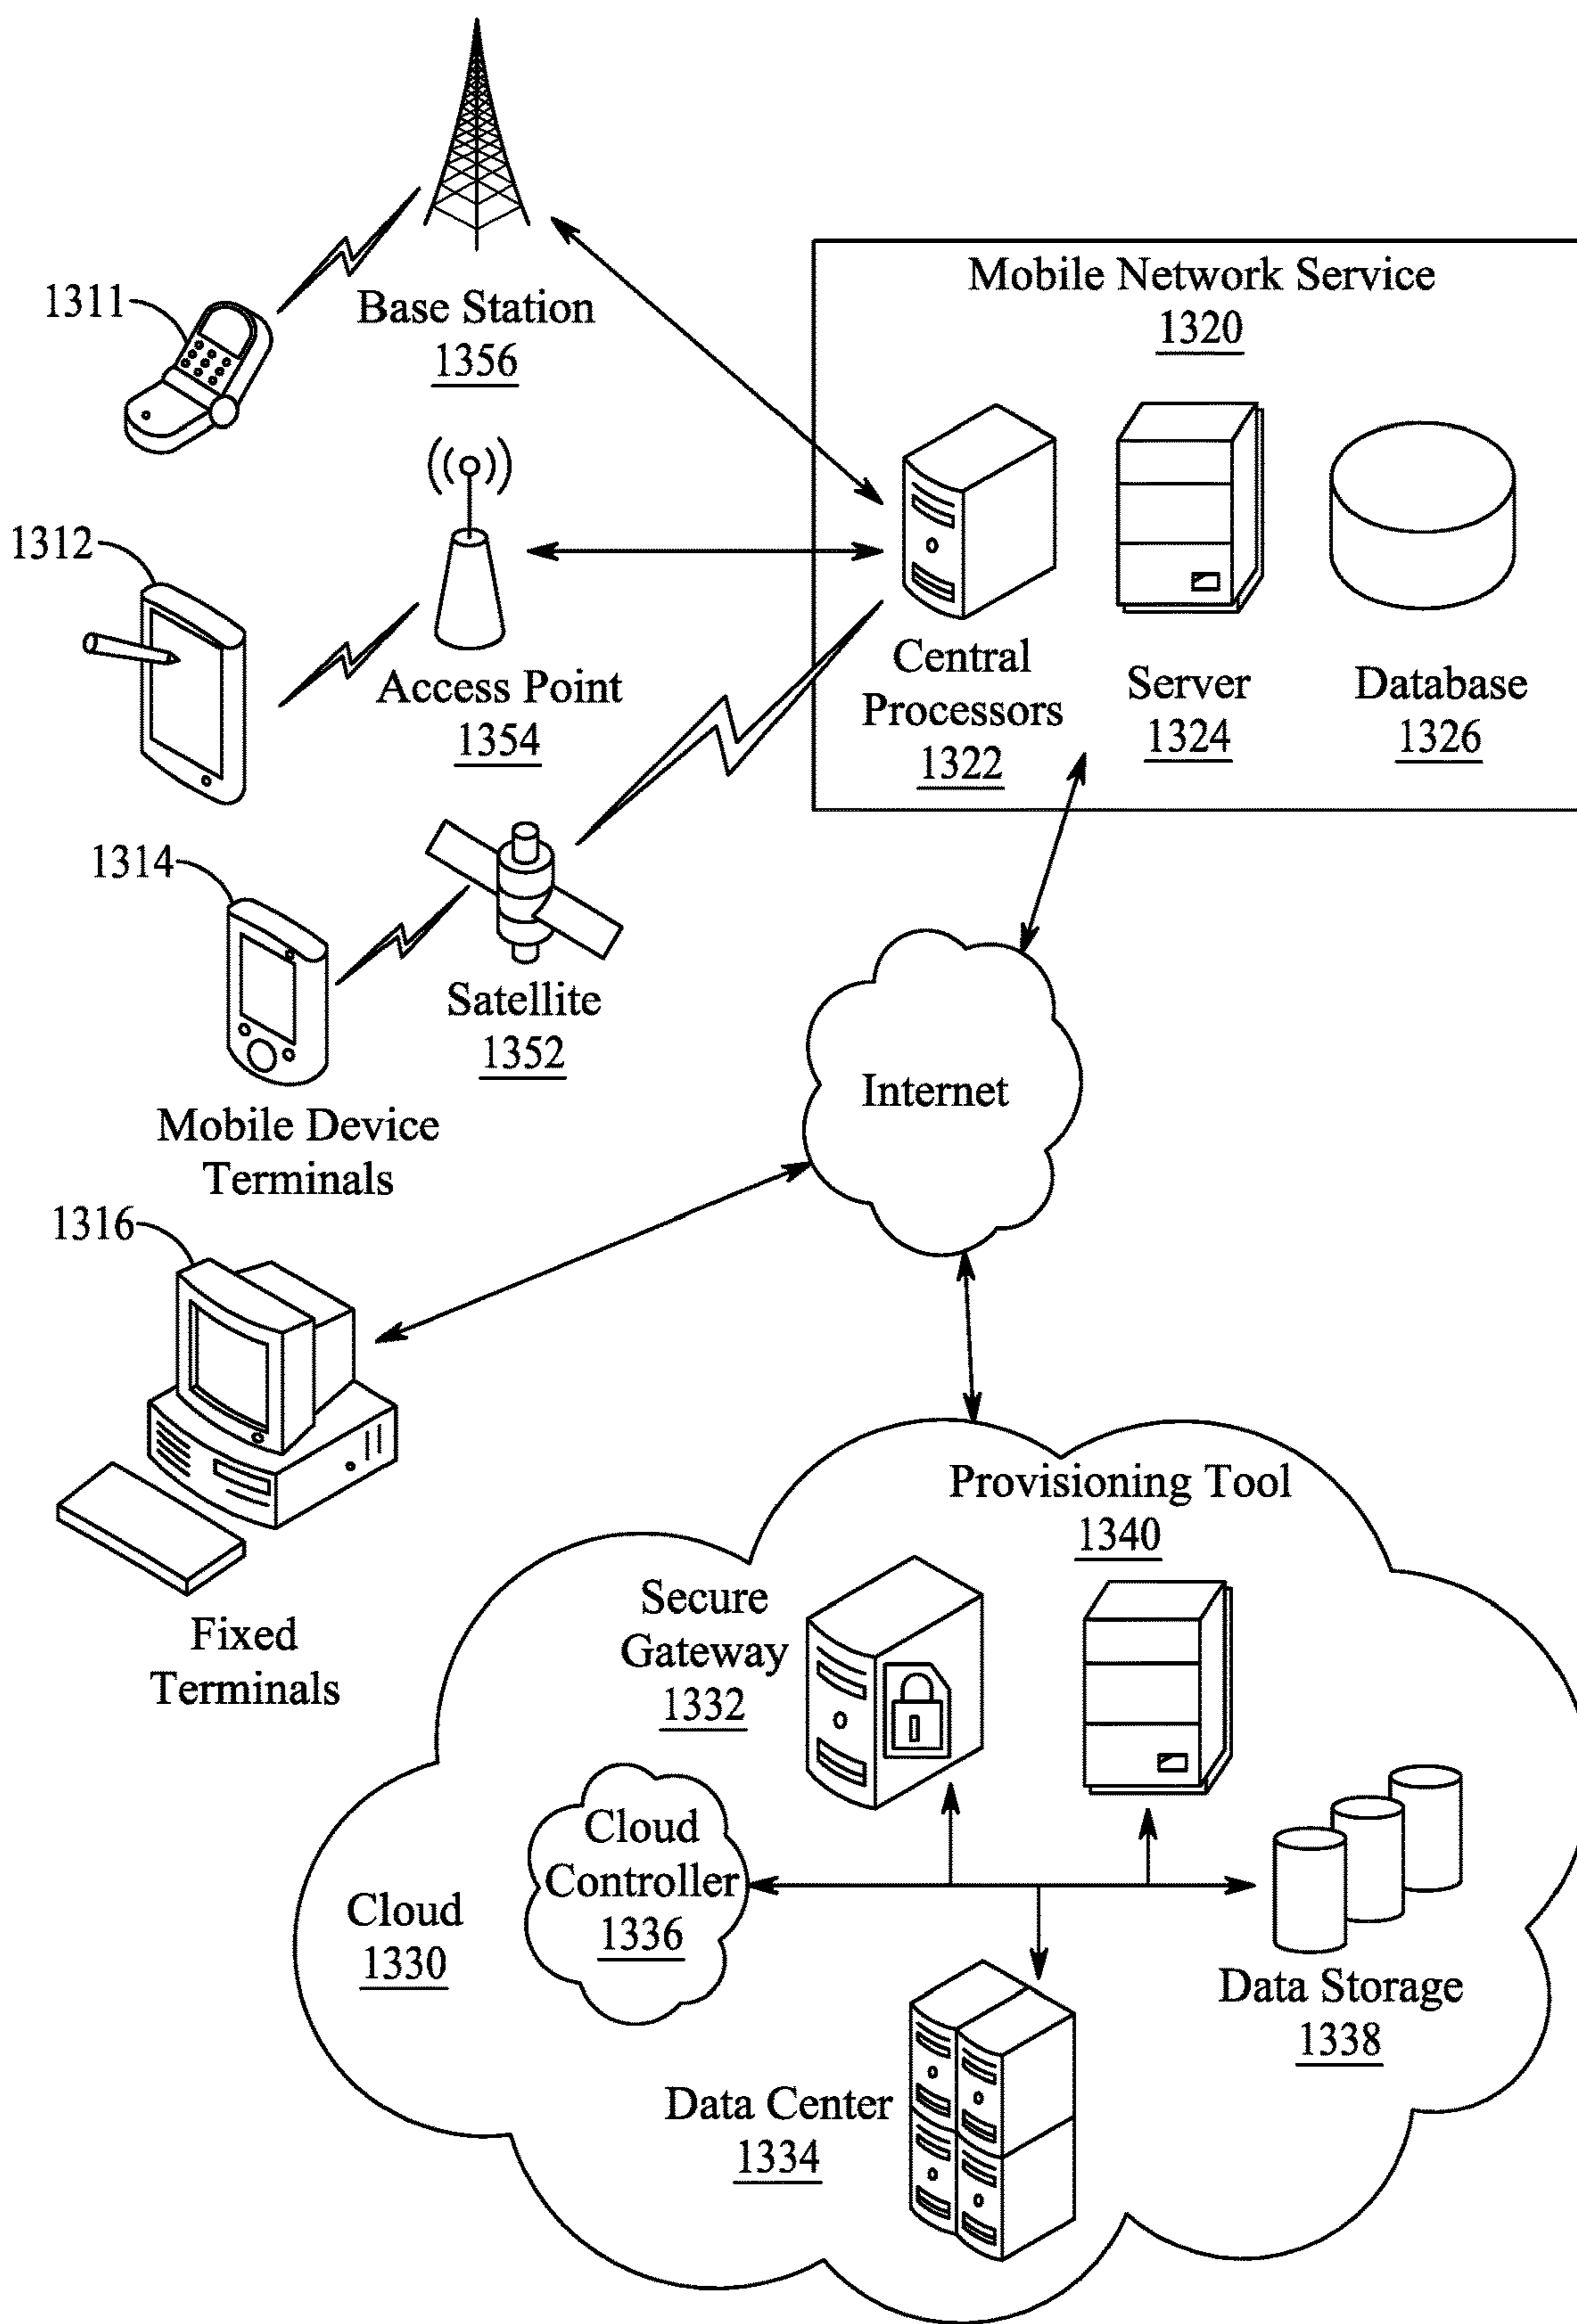 1311
Base Station
1356
Mobile Network Service
1320
1312
Access Point
1354
Central
Processors
1322
Server
1324
Database
1326
1314
Satellite
1352
Mobile Device
Terminals
Internet
1316
Fixed
Terminals
Provisioning Tool
1340
Secure
Gateway
1332
Cloud
Controller
1336
Cloud
1330
Data Storage
1338
Data Center
1334